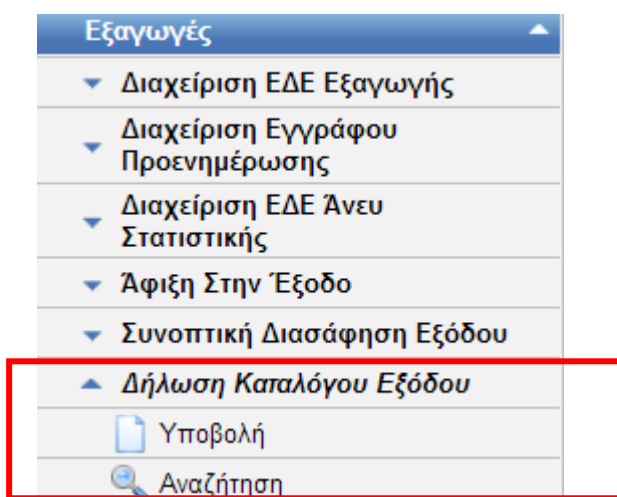 Εξαγωγές
Διαχείριση ΕΔΕ Εξαγωγής
Διαχείριση Εγγράφου
Προενημέρωσης
Διαχείριση ΕΔΕ Άνευ
Στατιστικής
Άφιξη Στην Έξοδο
Συνοπτική Διασάφηση Εξόδου
Δήλωση Καταλόγου Εξόδου
Υποβολή
Αναζήτηση